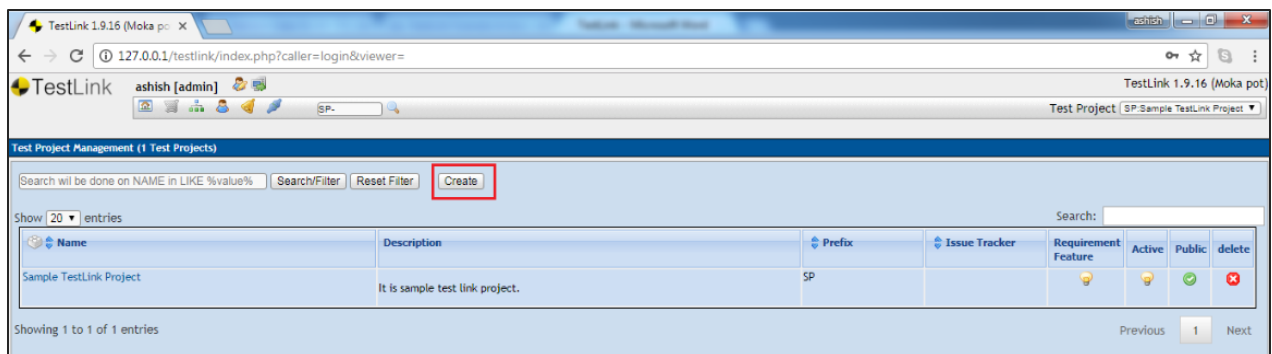 TestLink 1.9.16 (Moka po
ashish
127.0.0.1/testlink/index.php?caller=login&viewer=
TestLink ashish [admin] TestLink 1.9.16 (Moka pot)
SP- Test Project SP:Sample TestLink Project
Test Project Management (1 Test Projects)
Search wil be done on NAME in LIKE %value% Search/Filter Reset Filter Create
Show 20 entries Search:
Name Description Prefix Issue Tracker Requirement Feature Active Public delete
Sample TestLink Project It is sample test link project. SP
Showing 1 to 1 of 1 entries Previous 1 Next